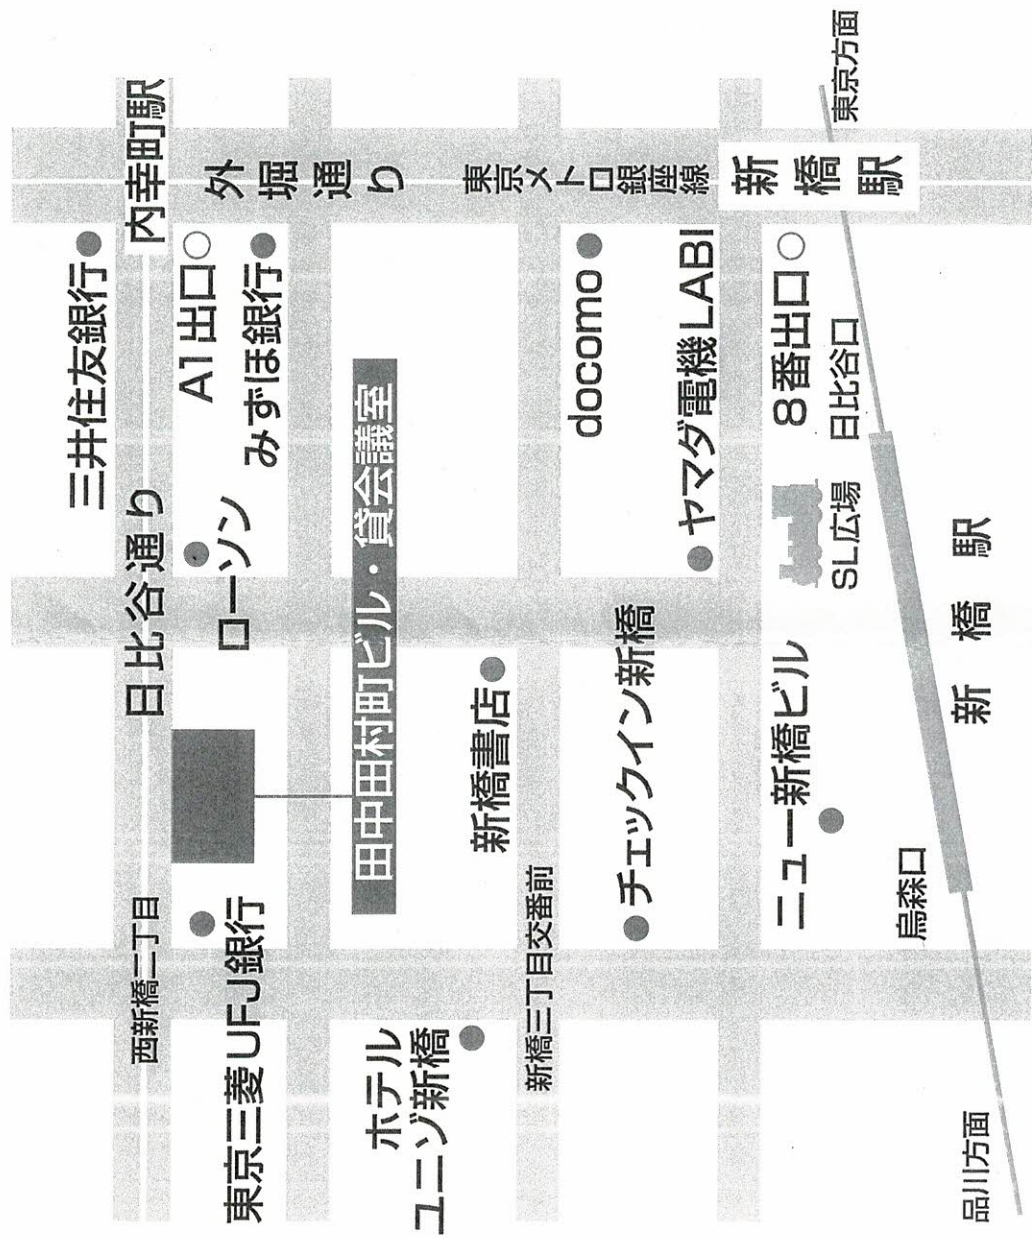 内幸町駅
外堀通り
東京メトロ銀座線
新橋駅
東京方面
三井住友銀行
A1出口
みずほ銀行
docomo
ヤマダ電機LABI
8番出口
日比谷口
日比谷通り
ローソン
田中田村町ビル・貸会議室
SL広場
新橋駅
新橋書店
チェックイン新橋
ニュー新橋ビル
烏森口
西新橋二丁目
東京三菱UFJ銀行
ホテル
ユニゾ新橋
新橋三丁目交番前
品川方面